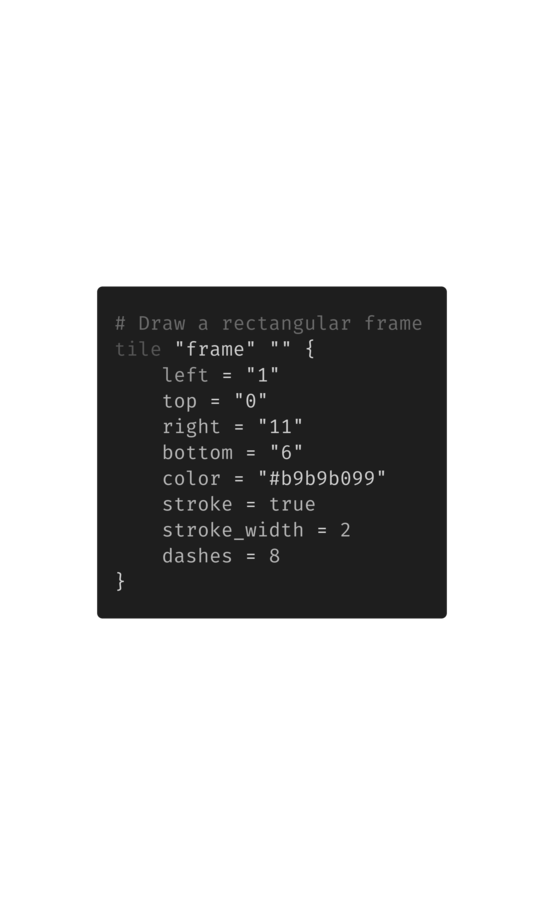 # Draw a rectangular frame
tile "frame" "" {
    left = "1"
    top = "0"
    right = "11"
    bottom = "6"
    color = "#b9b9b099"
    stroke = true
    stroke_width = 2
    dashes = 8
}